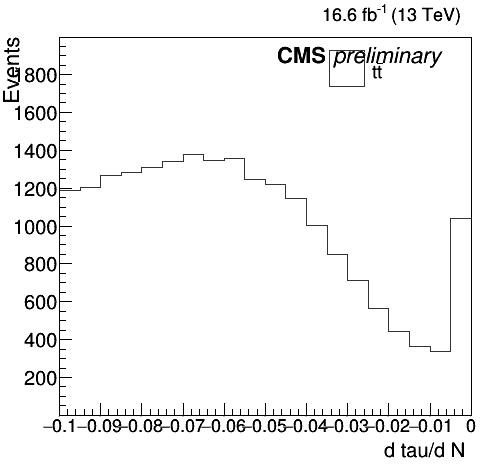 16.6 fb-1 (13 TeV)
CMS preliminary
tt̄
Events
1800
1600
1400
1200
1000
800
600
400
200
−0.1 −0.09 −0.08 −0.07 −0.06 −0.05 −0.04 −0.03 −0.02 −0.01 0
d tau/d N